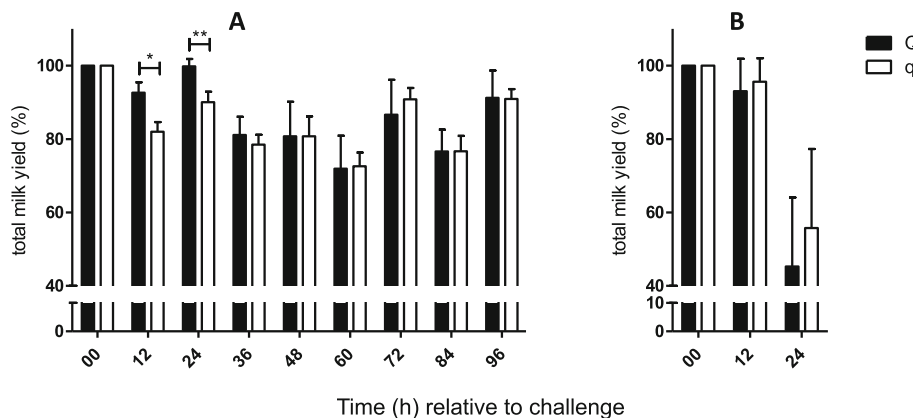 A
B
total milk yield (%)
100
80
60
40
0
*
**
00 12 24 36 48 60 72 84 96
total milk yield (%)
100
80
60
40
10
0
00 12 24
Q
q
Time (h) relative to challenge